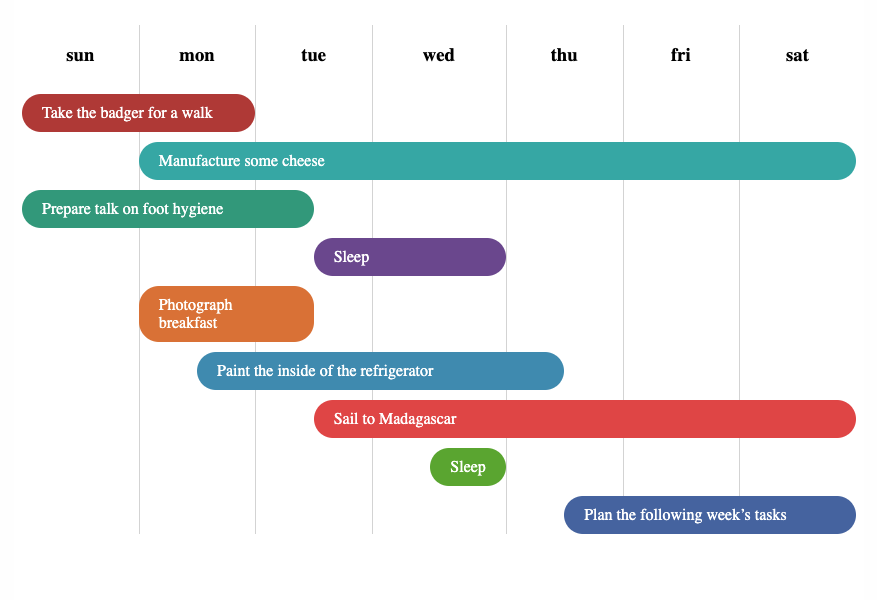 sun mon tue wed thu fri sat
Take the badger for a walk
Manufacture some cheese
Prepare talk on foot hygiene
Sleep
Photograph
breakfast
Paint the inside of the refrigerator
Sail to Madagascar
Sleep
Plan the following week’s tasks